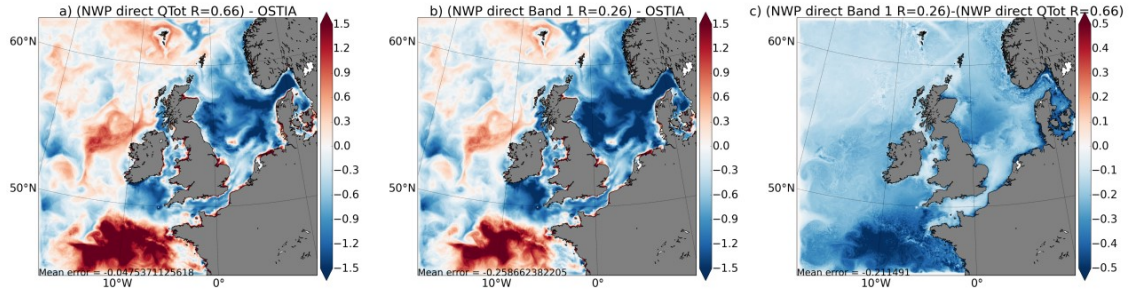 a) (NWP direct QTot R=0.66) - OSTIA
60°N
50°N
10°W
0°
1.5
1.2
0.9
0.6
0.3
0.0
−0.3
−0.6
−0.9
−1.2
−1.5
Mean error = -0.0475371125618
b) (NWP direct Band 1 R=0.26) - OSTIA
60°N
50°N
10°W
0°
1.5
1.2
0.9
0.6
0.3
0.0
−0.3
−0.6
−0.9
−1.2
−1.5
Mean error = -0.258662382205
c) (NWP direct Band 1 R=0.26)-(NWP direct QTot R=0.66)
60°N
50°N
10°W
0°
0.5
0.4
0.3
0.2
0.1
0.0
−0.1
−0.2
−0.3
−0.4
−0.5
Mean error = -0.211491